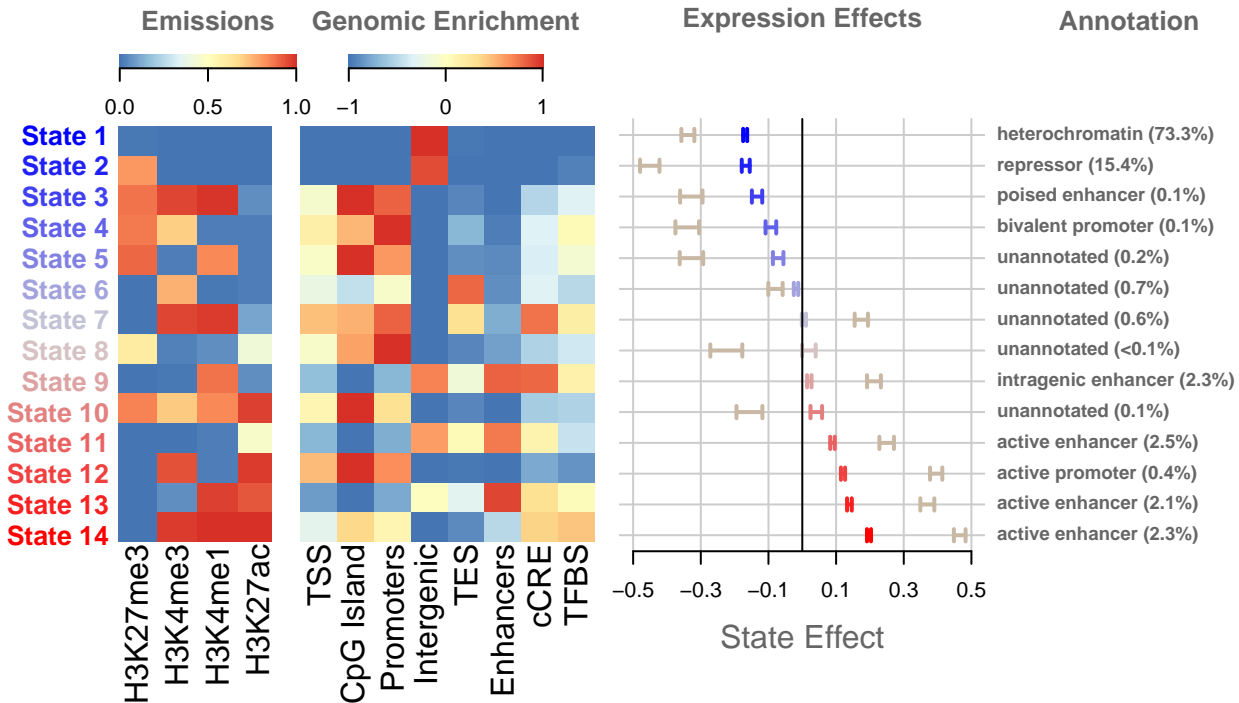 Emissions
Genomic Enrichment
Expression Effects
Annotation
0.0 0.5 1.0
−1 0 1
State 1 heterochromatin (73.3%)
State 2 repressor (15.4%)
State 3 poised enhancer (0.1%)
State 4 bivalent promoter (0.1%)
State 5 unannotated (0.2%)
State 6 unannotated (0.7%)
State 7 unannotated (0.6%)
State 8 unannotated (<0.1%)
State 9 intragenic enhancer (2.3%)
State 10 unannotated (0.1%)
State 11 active enhancer (2.5%)
State 12 active promoter (0.4%)
State 13 active enhancer (2.1%)
State 14 active enhancer (2.3%)
H3K27me3
H3K4me3
H3K4me1
H3K27ac
TSS
CpG Island
Promoters
Intergenic
TES
Enhancers
cCRE
TFBS
−0.5 −0.1 0.1 0.3 0.5
State Effect